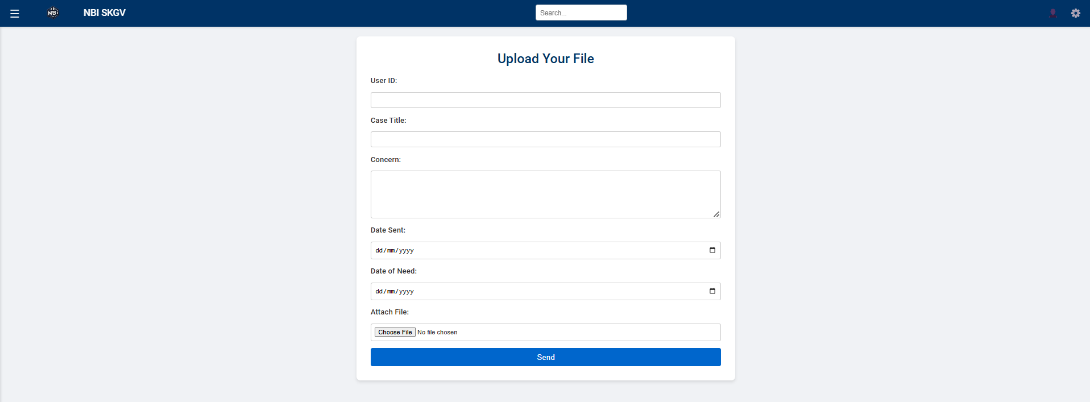 NBI SKGV
Search...
Upload Your File
User ID:
Case Title:
Concern:
Date Sent:
dd/mm/yyyy
Date of Need:
dd/mm/yyyy
Attach File:
Choose File No file chosen
Send